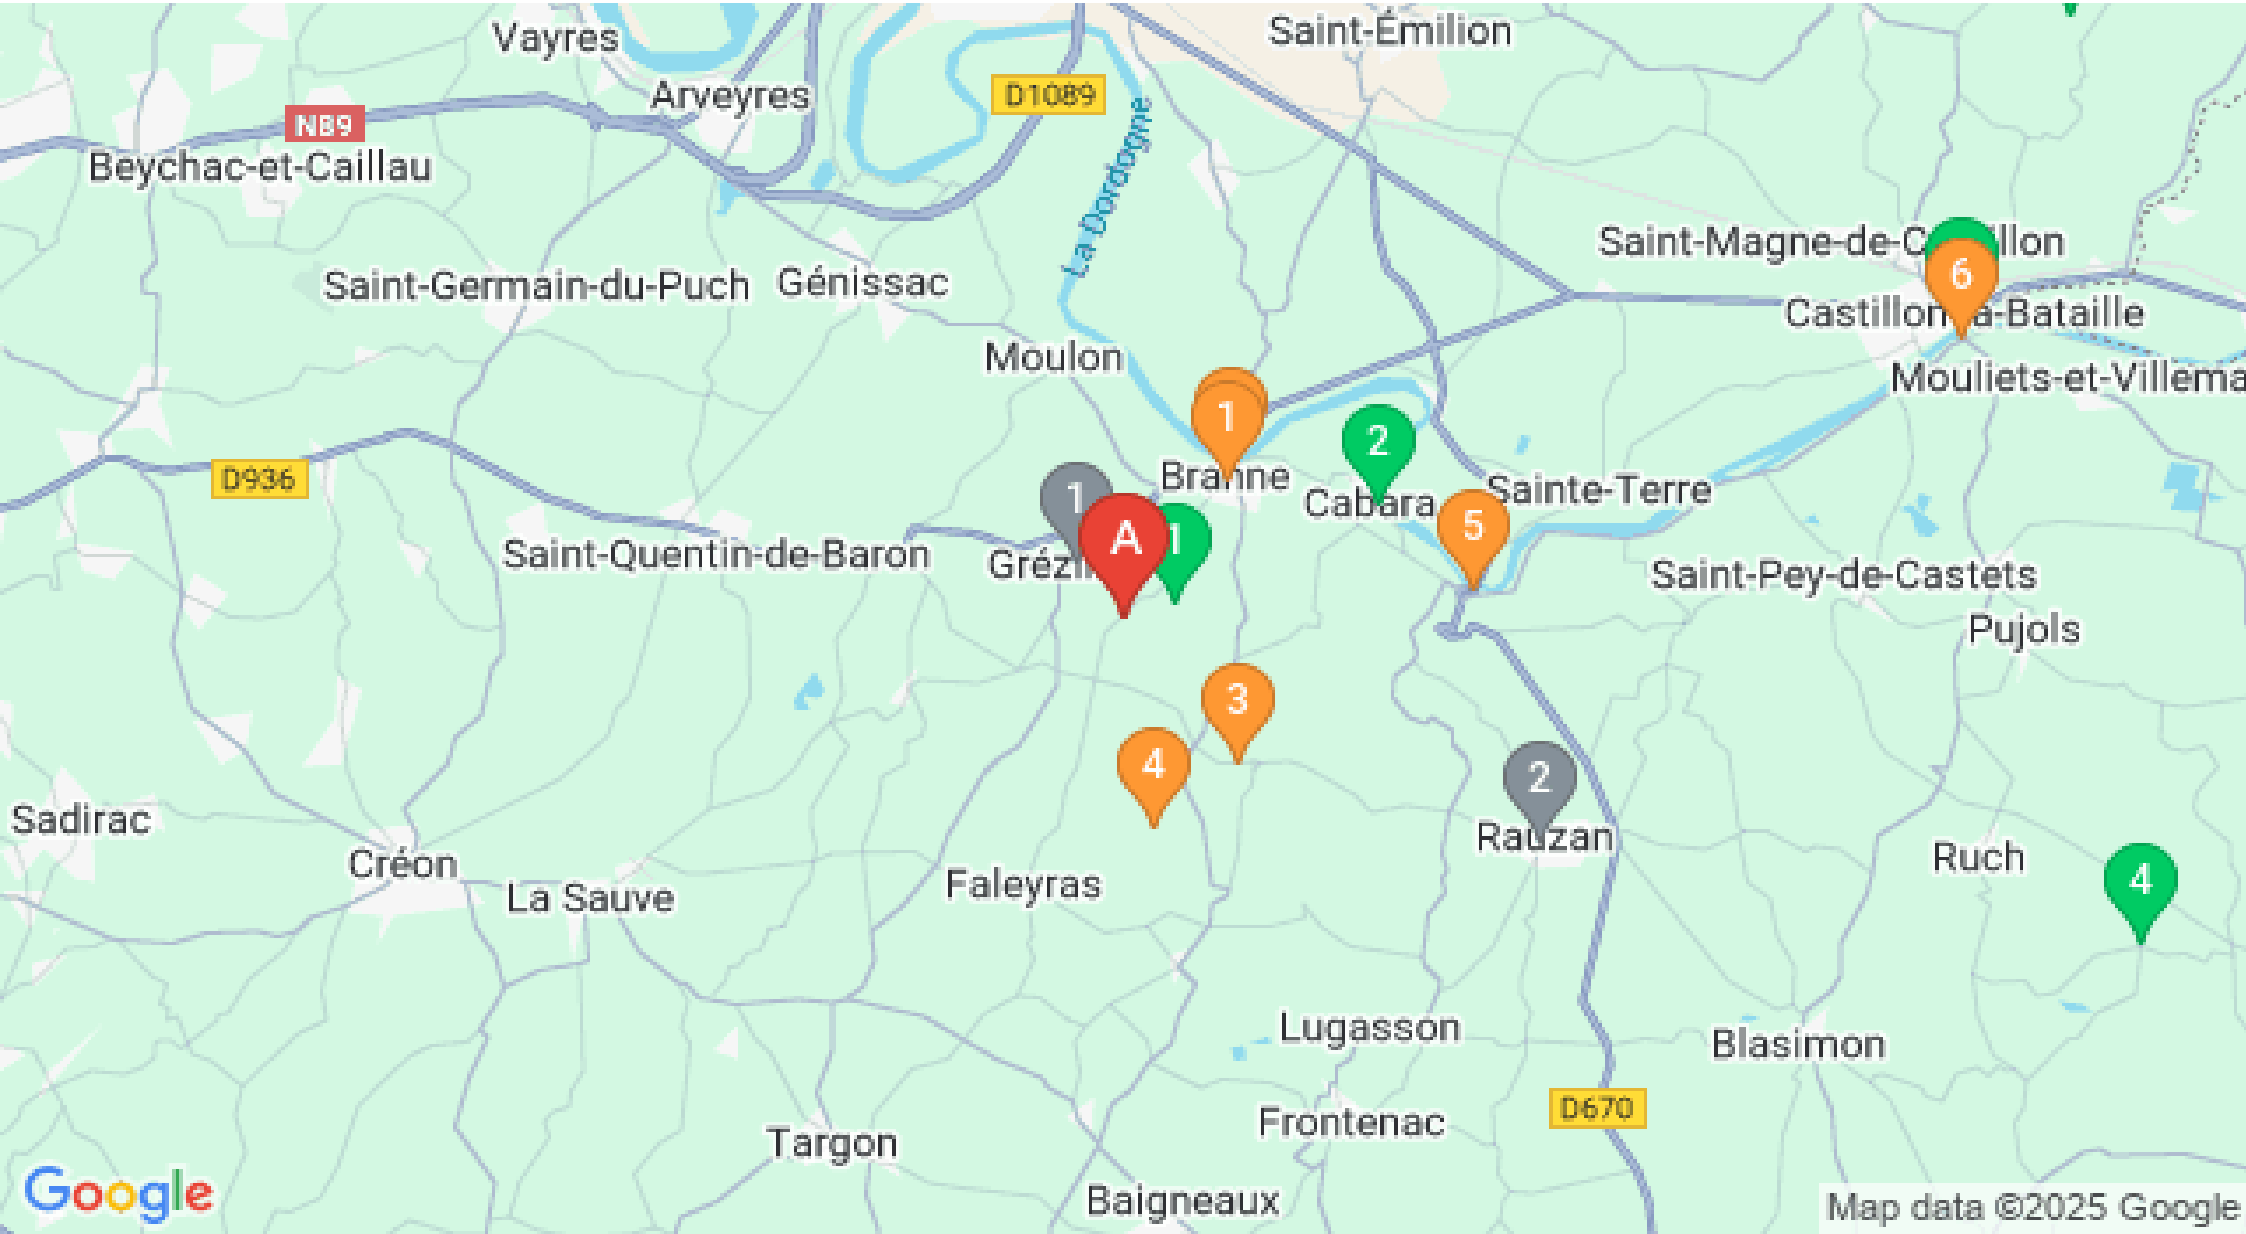 Vayres
Saint-Émilion
Arveyres
D1089
N89
Beychac-et-Caillau
La Dordogne
Saint-Magne-de-C llon
6
Saint-Germain-du-Puch
Génissac
Castillon a-Bataille
Moulon
Mouliets-et-Villema
1
2
D936
Branne
Cabara
Sainte-Terre
1
A
1
5
Saint-Quentin-de-Baron
Grézi
Saint-Pey-de-Castets
Pujols
3
4
2
Sadirac
Rauzan
Créon
Ruch
4
La Sauve
Faleyras
Lugasson
Blasimon
D670
Frontenac
Targon
Google
Baigneaux
Map data ©2025 Google